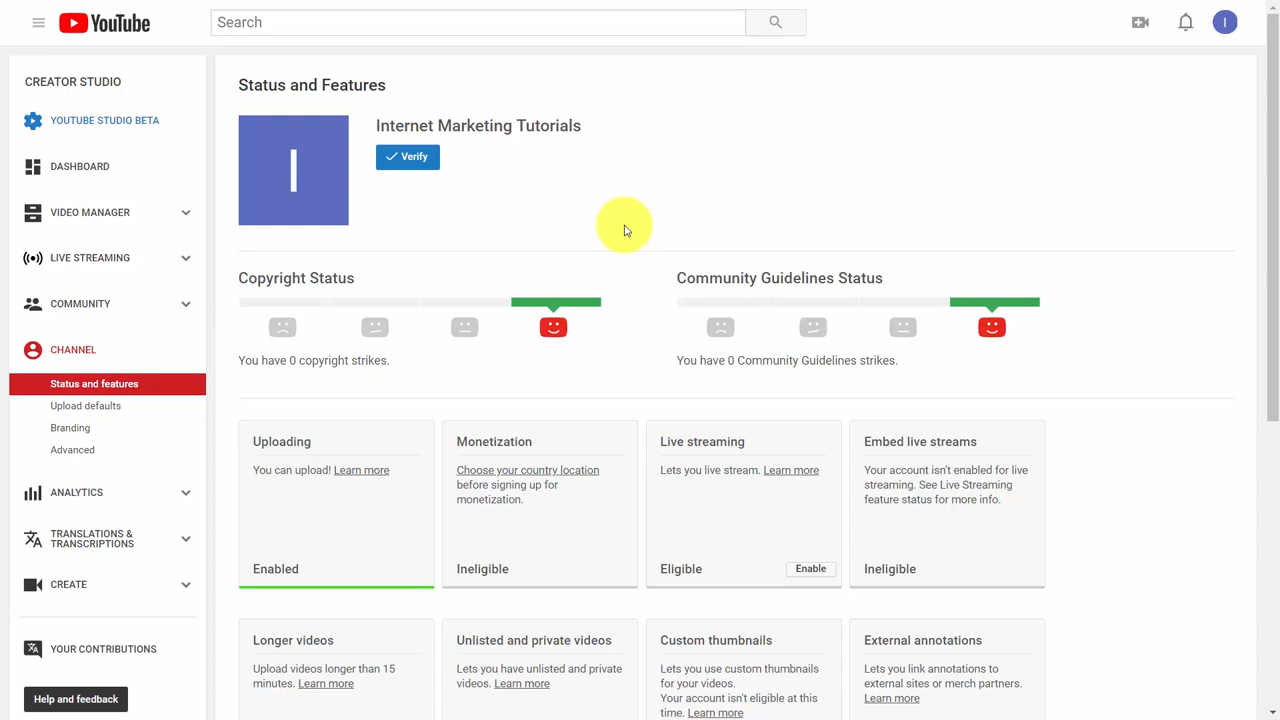 YouTube
Search
I
CREATOR STUDIO
YOUTUBE STUDIO BETA
DASHBOARD
VIDEO MANAGER
LIVE STREAMING
COMMUNITY
CHANNEL
Status and features
Upload defaults
Branding
Advanced
ANALYTICS
TRANSLATIONS &
TRANSCRIPTIONS
CREATE
YOUR CONTRIBUTIONS
Help and feedback
Status and Features
I
Internet Marketing Tutorials
Verify
Copyright Status
You have 0 copyright strikes.
Community Guidelines Status
You have 0 Community Guidelines strikes.
Uploading
You can upload! Learn more
Enabled
Monetization
Choose your country location
before signing up for
monetization.
Ineligible
Live streaming
Lets you live stream. Learn more
Eligible
Enable
Embed live streams
Your account isn't enabled for live
streaming. See Live Streaming
feature status for more info.
Ineligible
Longer videos
Upload videos longer than 15
minutes. Learn more
Unlisted and private videos
Lets you have unlisted and private
videos. Learn more
Custom thumbnails
Lets you use custom thumbnails
for your videos.
Your account isn't eligible at this
time. Learn more
External annotations
Lets you link annotations to
external sites or merch partners.
Learn more